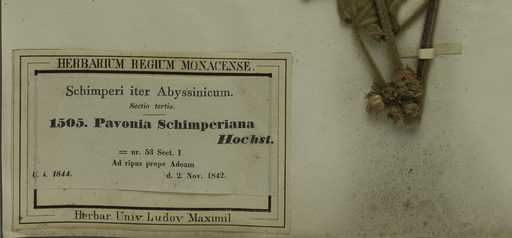 HERBARIUM REGIUM MONACENSE.
Schimperi iter Abyssinicum.
Sectio tertia.
1505. Pavonia Schimperiana
Hochst.
= nr. 53 Sect. I
Ad ripas prope Adoam
U. i. 1844. d. 2. Nov. 1842.
Herbar. Univ. Ludov. Maximil.